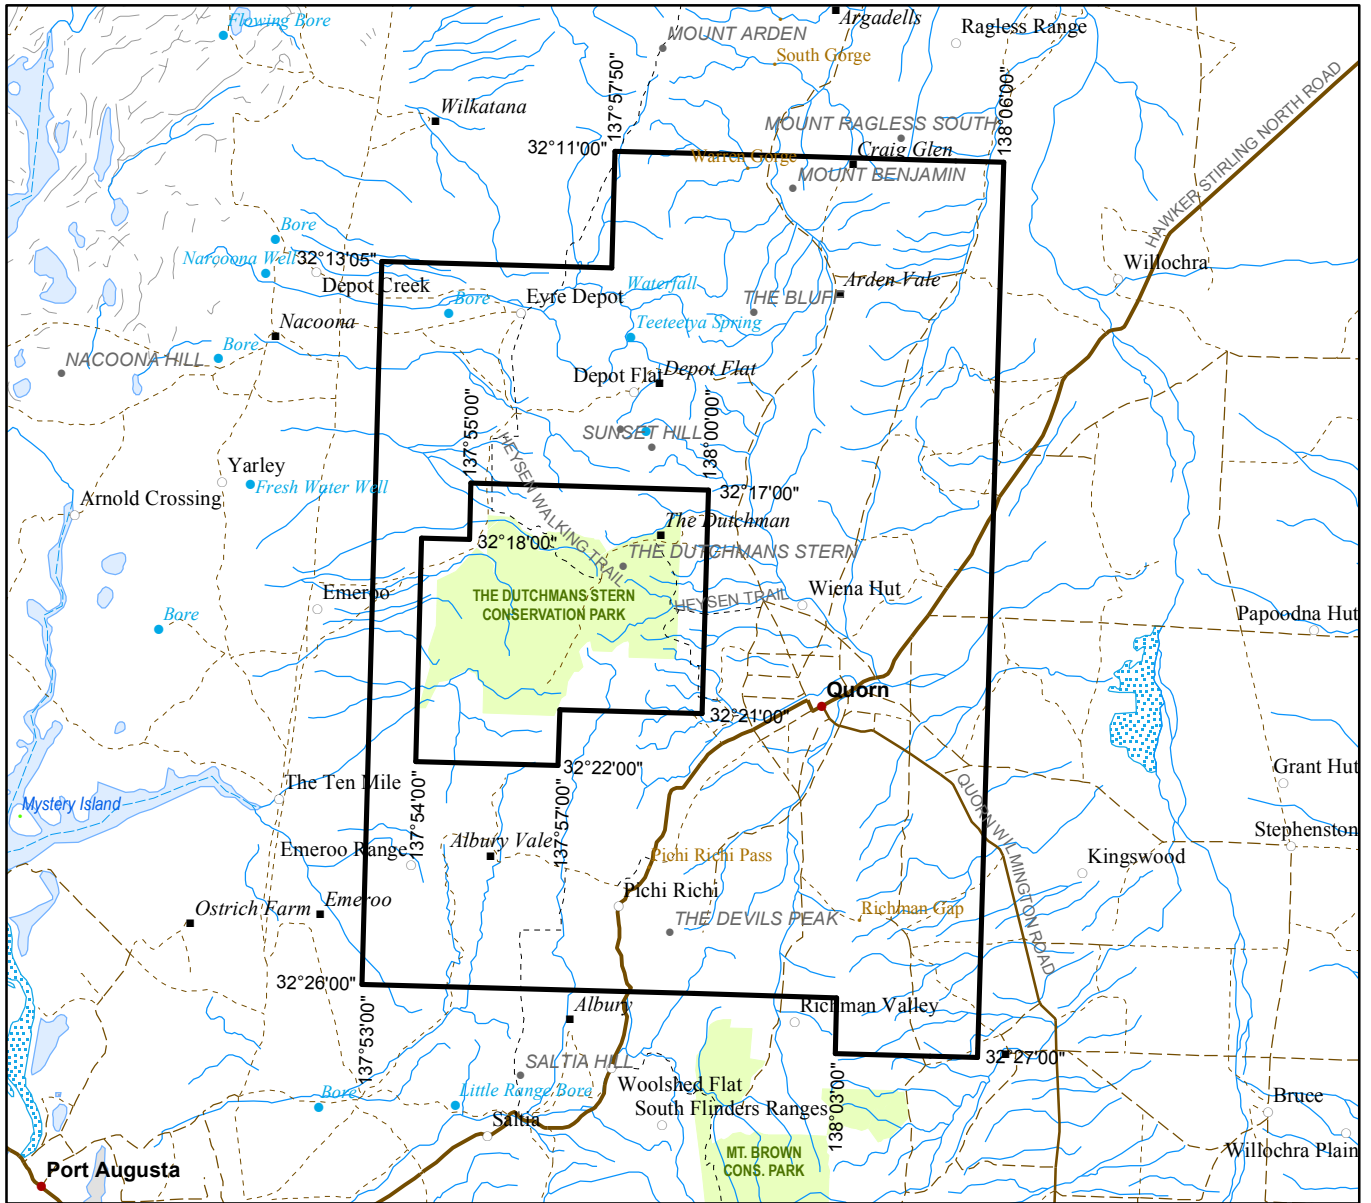 Flowing Bore
Argadells
Ragless Range
MOUNT ARDEN
South Gorge
HAWKER STIRLING NORTH ROAD
137°57'50"
138°06'00"
Wilkatana
MOUNT RAGLESS SOUTH
32°11'00"
Warren Gorge
Craig Glen
MOUNT BENJAMIN
Bore
Narcoona Well
32°13'05"
Willochra
Depot Creek
Bore
Eyre Depot
Waterfall
THE BLUFF
Arden Vale
Nacoona
Teeteetya Spring
NACOONA HILL
Bore
Depot Flat
Depot Flat
137°55'00"
138°00'00"
SUNSET HILL
HEYSEN WALKING TRAIL
Yarley
Fresh Water Well
32°17'00"
Arnold Crossing
The Dutchman
32°18'00"
THE DUTCHMANS STERN
Emeroo
THE DUTCHMANS STERN
CONSERVATION PARK
HEYSEN TRAIL
Wiena Hut
Bore
Papoodna Hut
Quorn
32°21'00"
32°22'00"
The Ten Mile
Grant Hut
Mystery Island
137°54'00"
137°57'00"
QUORN WILMINGTON ROAD
Stephenston
Emeroo Range
Albury Vale
Pichi Richi Pass
Kingswood
Pichi Richi
Ostrich Farm
Emeroo
THE DEVILS PEAK
Richman Gap
32°26'00"
137°53'00"
Albury
Richman Valley
32°27'00"
SALTIA HILL
138°03'00"
Bore
Little Range Bore
Woolshed Flat
South Flinders Ranges
Bruce
Saltia
Willochra Plain
MT. BROWN
CONS. PARK
Port Augusta